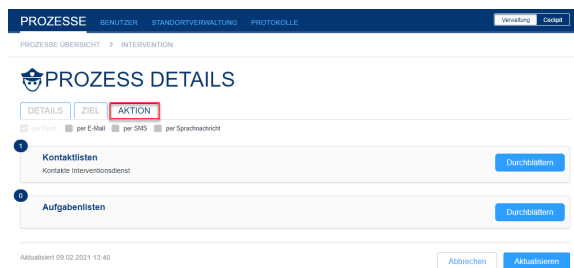 PROZESSE BENUTZER STANDORTVERWALTUNG PROTOKOLLE Verwaltung Cockpit
PROZESSE ÜBERSICHT > INTERVENTION
PROZESS DETAILS
DETAILS ZIEL AKTION
per Push per E-Mail per SMS per Sprachnachricht
1
Kontaktlisten
Kontakte Interventionsdienst
Durchblättern
0
Aufgabenlisten
Durchblättern
Aktualisiert 09.02.2021 13:40
Abbrechen Aktualisieren